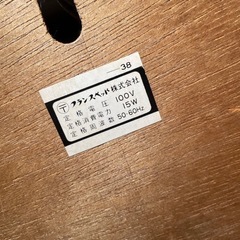 3B
〒 フランスベッド株式会社
定格電圧 100V
定格消費電力 15W
定格周波数 50-60Hz